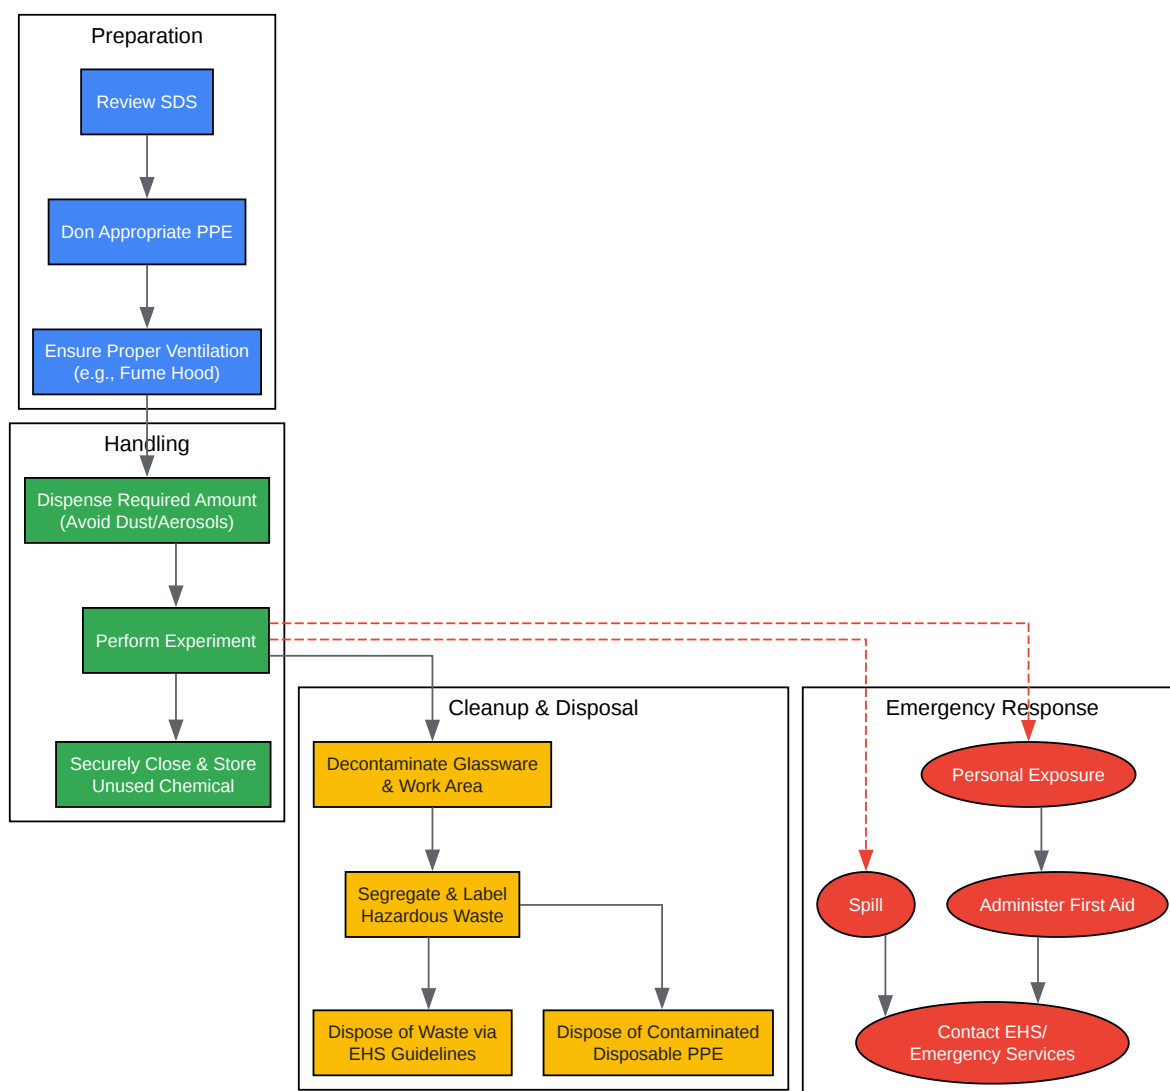 Preparation
Review SDS
Don Appropriate PPE
Ensure Proper Ventilation
(e.g., Fume Hood)
Handling
Dispense Required Amount
(Avoid Dust/Aerosols)
Perform Experiment
Securely Close & Store
Unused Chemical
Cleanup & Disposal
Decontaminate Glassware
& Work Area
Segregate & Label
Hazardous Waste
Dispose of Waste via
EHS Guidelines
Dispose of Contaminated
Disposable PPE
Emergency Response
Personal Exposure
Spill
Administer First Aid
Contact EHS/
Emergency Services